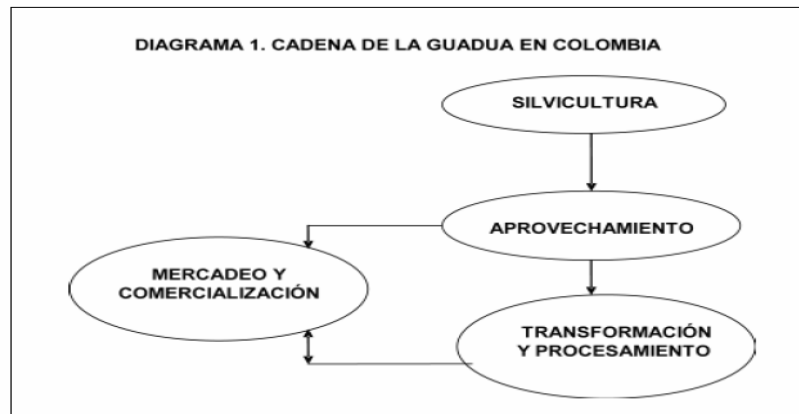 DIAGRAMA 1. CADENA DE LA GUADUA EN COLOMBIA
SILVICULTURA
APROVECHAMIENTO
MERCADEO Y
COMERCIALIZACIÓN
TRANSFORMACIÓN
Y PROCESAMIENTO